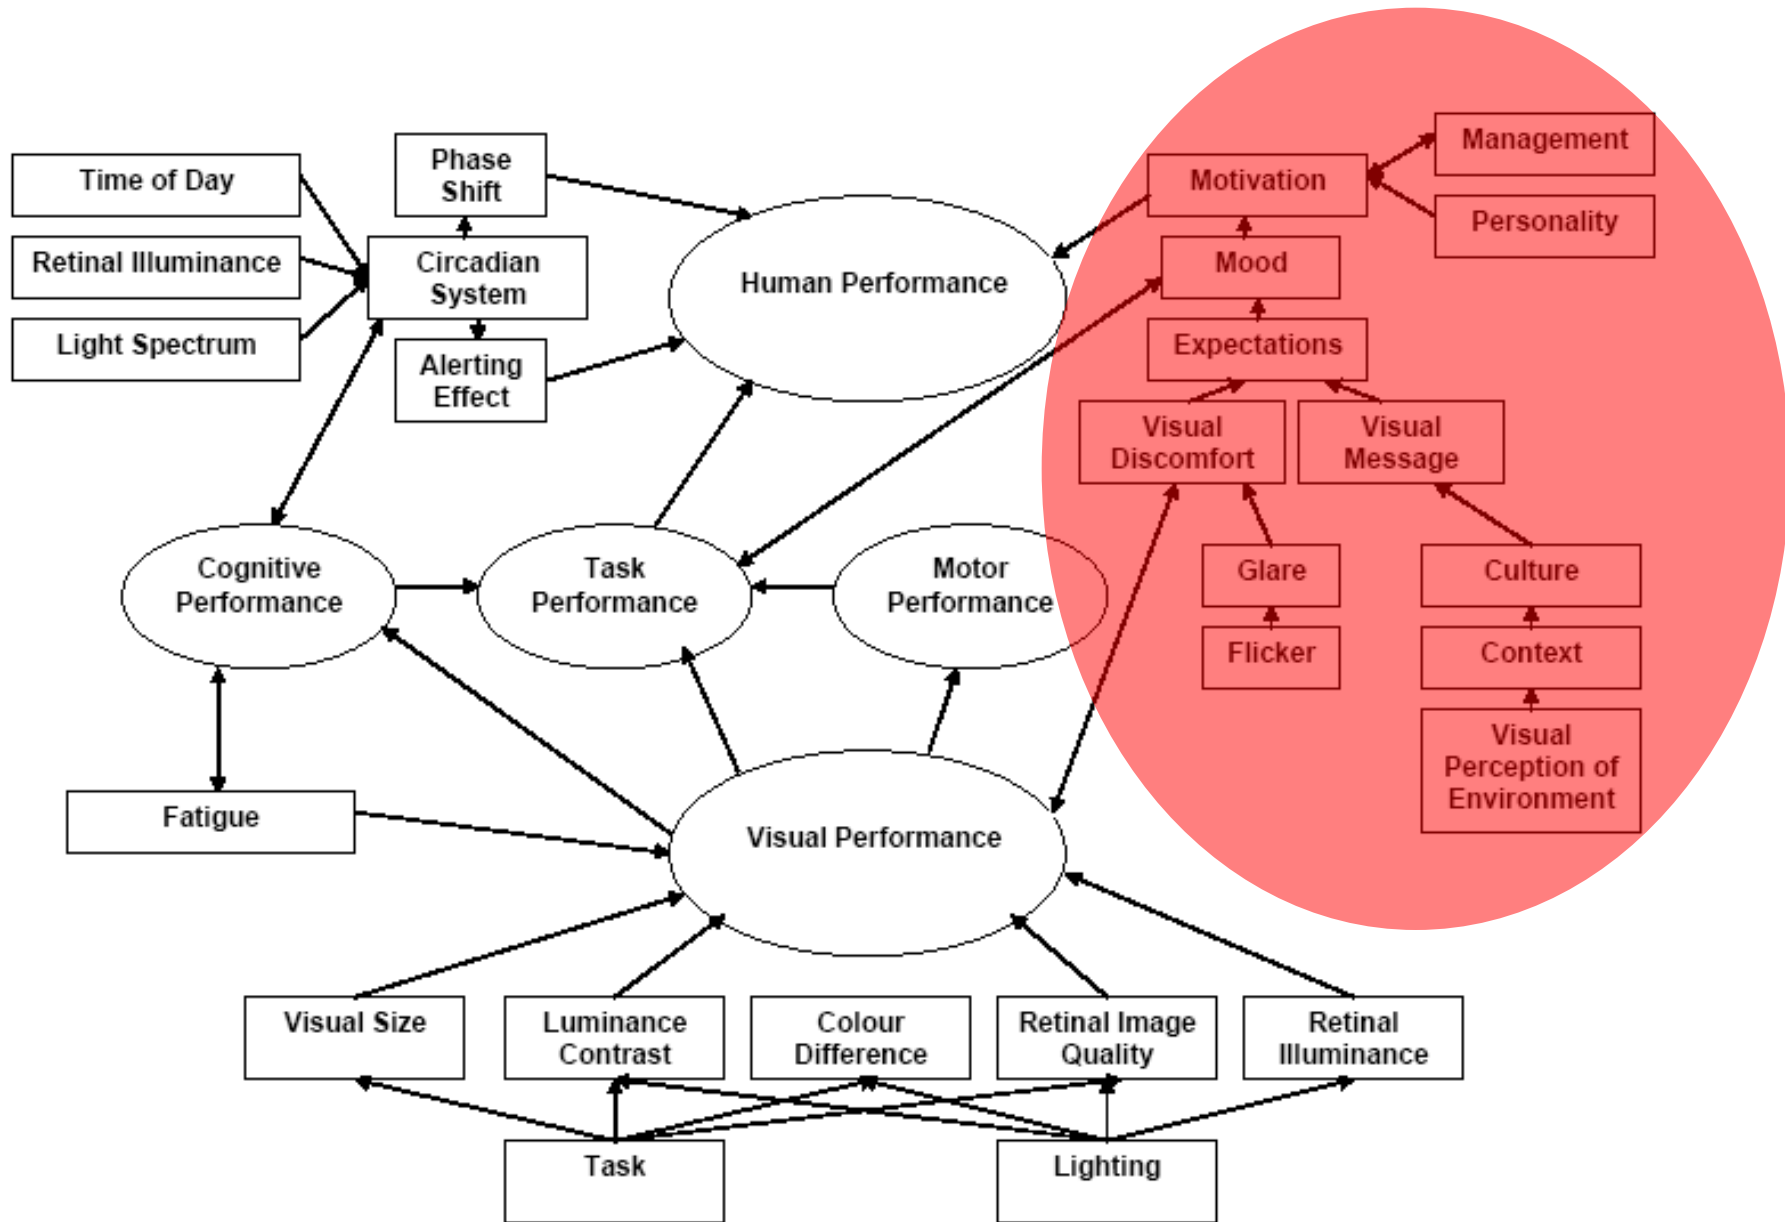 Time of Day
Retinal Illuminance
Light Spectrum
Phase
Shift
Circadian
System
Alerting
Effect
Human Performance
Motivation
Management
Personality
Mood
Expectations
Visual
Discomfort
Visual
Message
Cognitive
Performance
Task
Performance
Motor
Performance
Glare
Flicker
Culture
Context
Visual
Perception of
Environment
Fatigue
Visual Performance
Visual Size
Luminance
Contrast
Colour
Difference
Retinal Image
Quality
Retinal
Illuminance
Task
Lighting